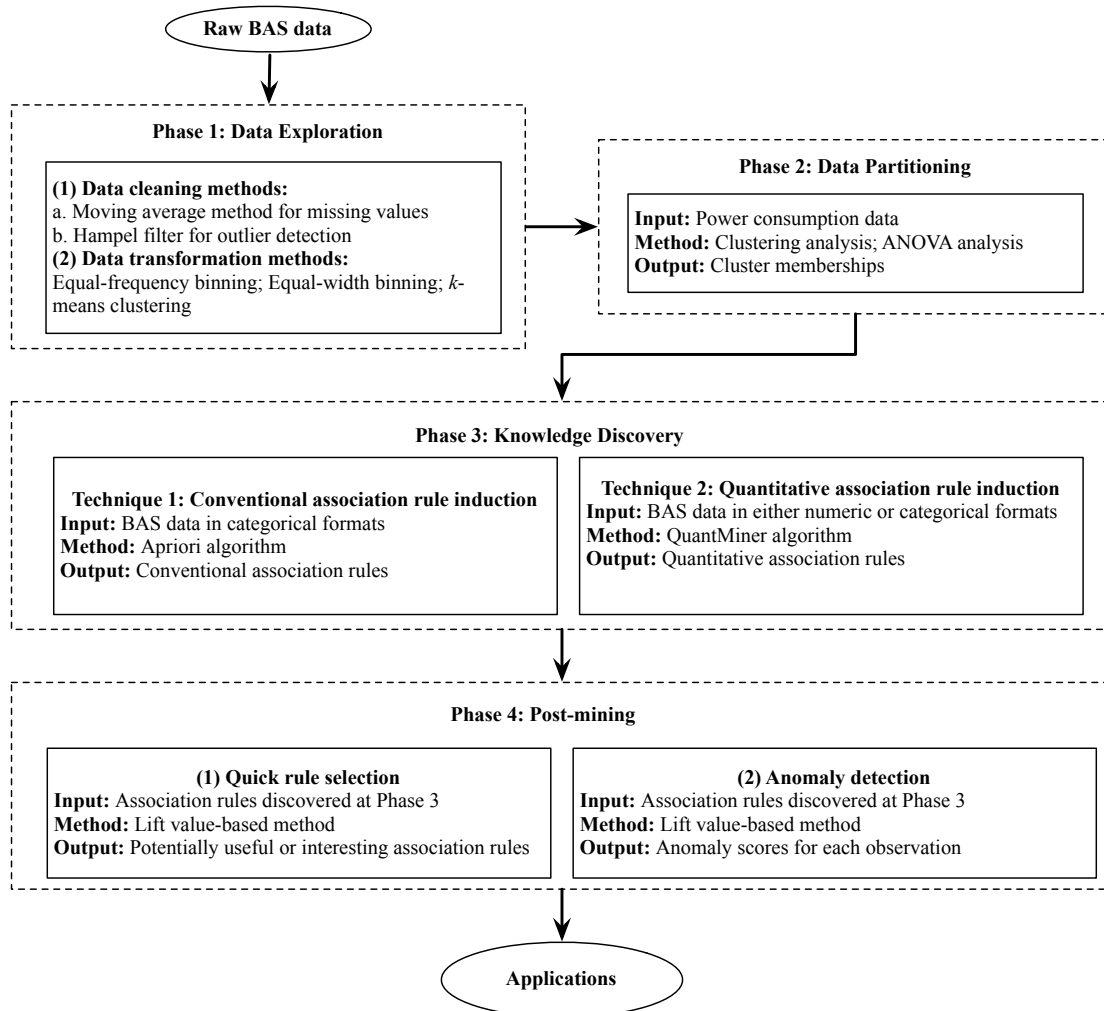 Raw BAS data
Phase 1: Data Exploration
(1) Data cleaning methods:
a. Moving average method for missing values
b. Hampel filter for outlier detection
(2) Data transformation methods:
Equal-frequency binning; Equal-width binning; k-
means clustering
Phase 2: Data Partitioning
Input: Power consumption data
Method: Clustering analysis; ANOVA analysis
Output: Cluster memberships
Phase 3: Knowledge Discovery
Technique 1: Conventional association rule induction
Input: BAS data in categorical formats
Method: Apriori algorithm
Output: Conventional association rules
Technique 2: Quantitative association rule induction
Input: BAS data in either numeric or categorical formats
Method: QuantMiner algorithm
Output: Quantitative association rules
Phase 4: Post-mining
(1) Quick rule selection
Input: Association rules discovered at Phase 3
Method: Lift value-based method
Output: Potentially useful or interesting association rules
(2) Anomaly detection
Input: Association rules discovered at Phase 3
Method: Lift value-based method
Output: Anomaly scores for each observation
Applications